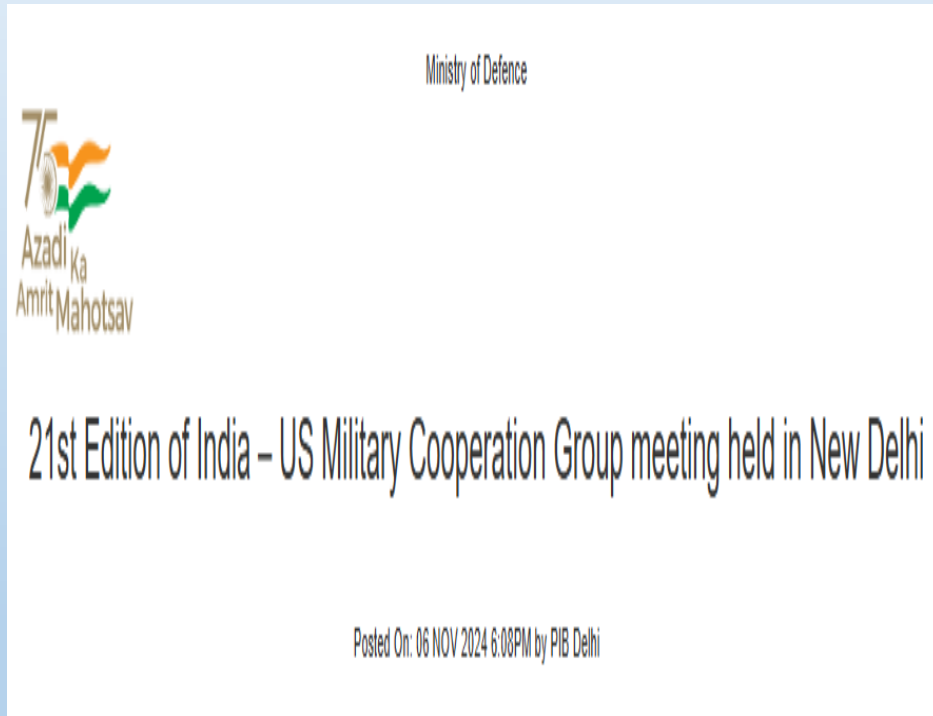 Ministry of Defence
75
Azadi Ka
Amrit Mahotsav
21st Edition of India – US Military Cooperation Group meeting held in New Delhi
Posted On: 06 NOV 2024 6:08PM by PIB Delhi